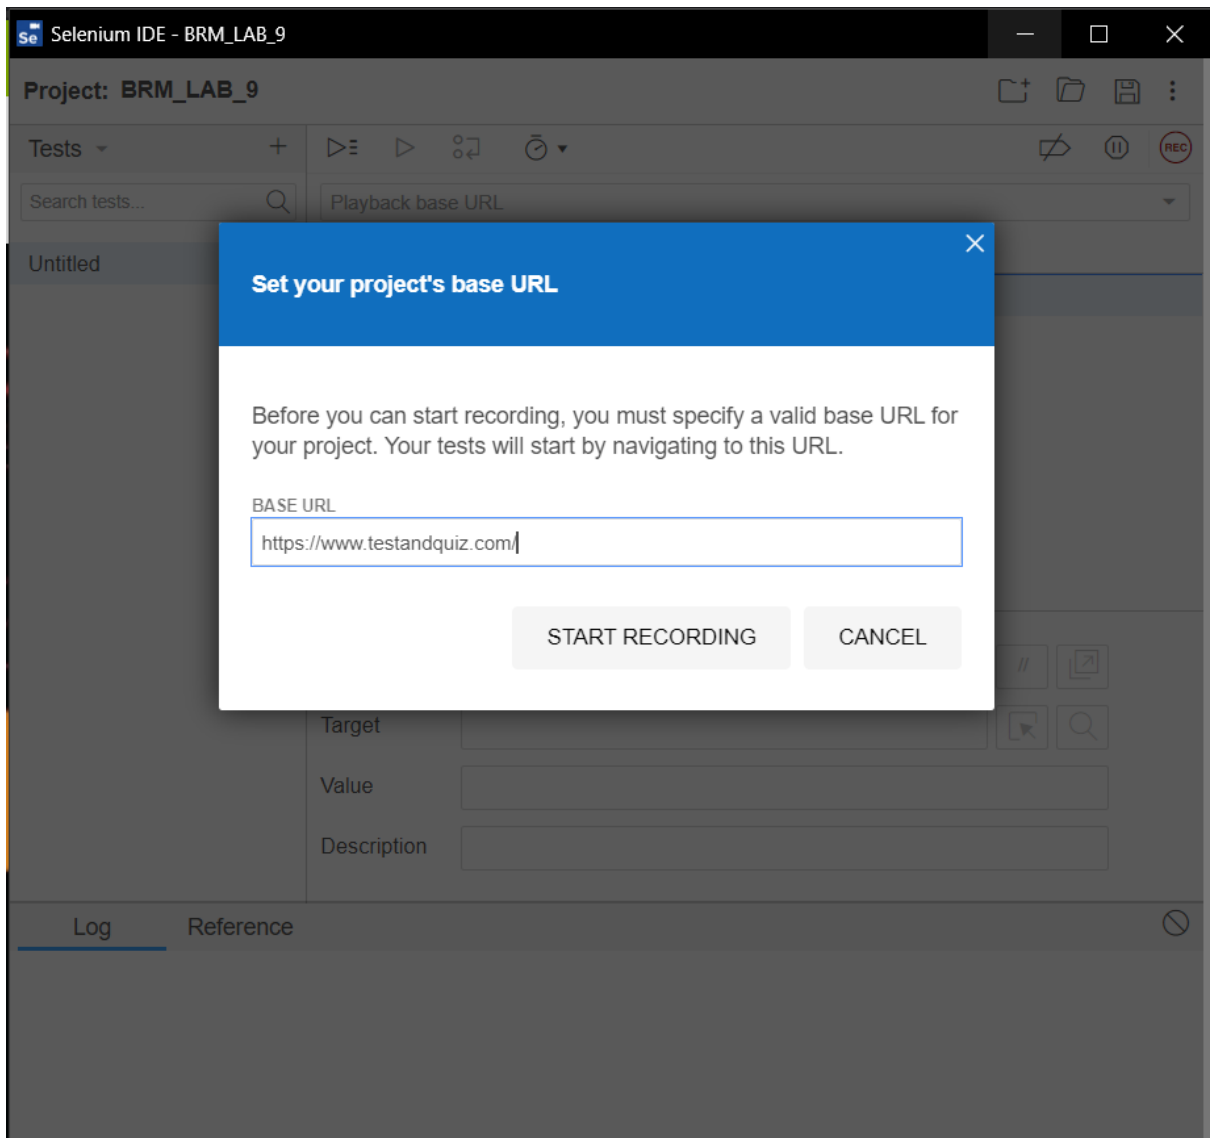 Se Selenium IDE - BRM_LAB_9
Project: BRM_LAB_9
Tests
REC
Search tests...
Playback base URL
Untitled
Set your project's base URL
Before you can start recording, you must specify a valid base URL for
your project. Your tests will start by navigating to this URL.
BASE URL
https://www.testandquiz.com/
START RECORDING CANCEL
//
Target
Value
Description
Log Reference